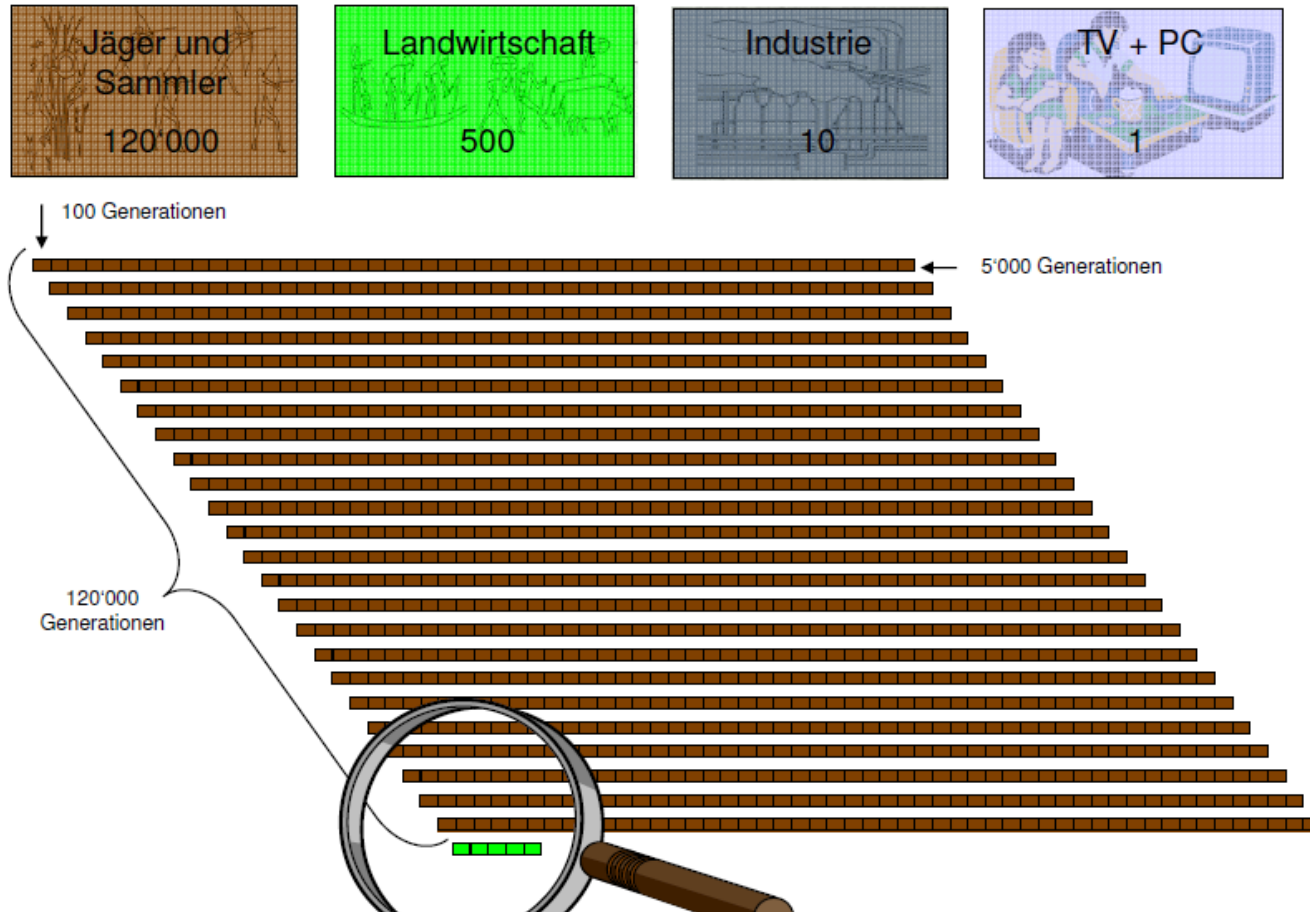 Jäger und
Sammler
120‘000
Landwirtschaft
500
Industrie
10
TV + PC
1
100 Generationen
5‘000 Generationen
120‘000
Generationen